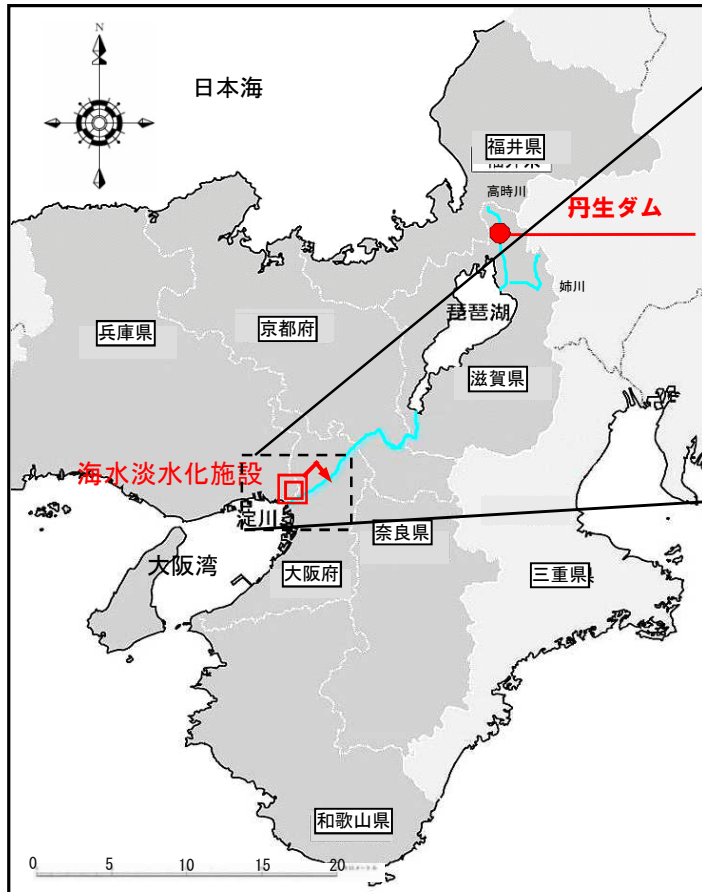 N
日本海
福井県
高時川
丹生ダム
姉川
琵琶湖
兵庫県
京都府
滋賀県
海水淡水化施設
淀川
奈良県
大阪湾
大阪府
三重県
和歌山県
0 5 10 15 20